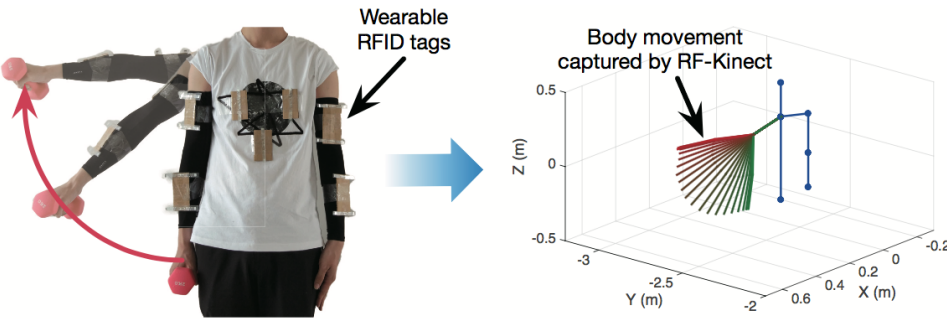 Wearable
RFID tags
Body movement
captured by RF-Kinect
0.5
0
-0.5
Z (m)
-3
-2.5
-2
Y (m)
0.6
0.4
0.2
0
-0.2
X (m)